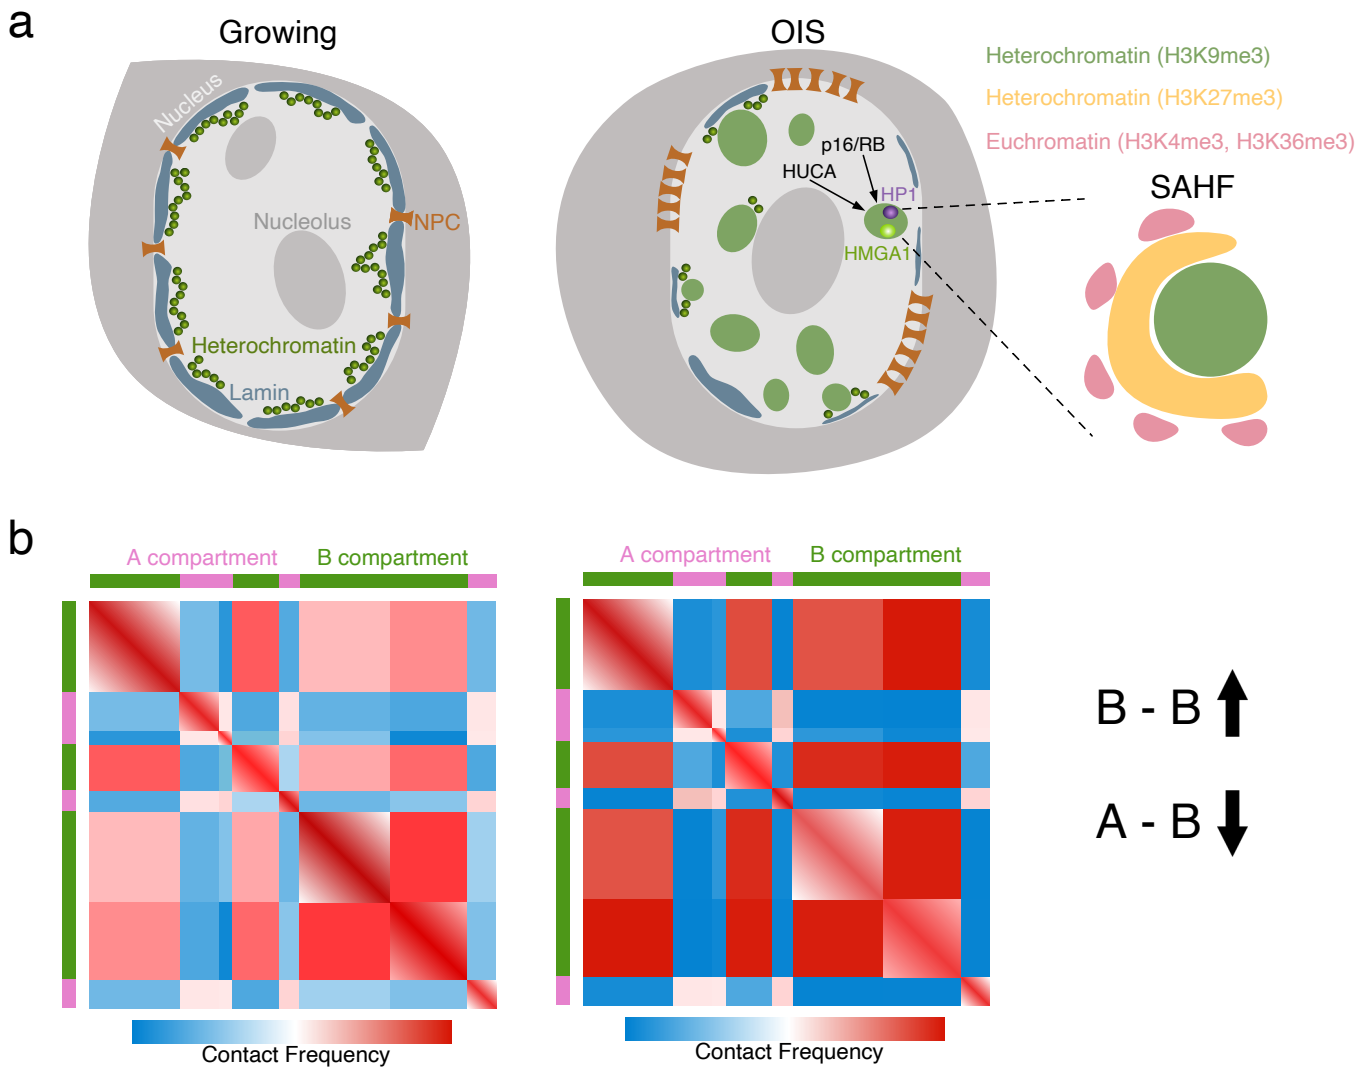 a
Growing
OIS
Heterochromatin (H3K9me3)
Heterochromatin (H3K27me3)
Euchromatin (H3K4me3, H3K36me3)
Nucleus
Nucleolus
NPC
Heterochromatin
Lamin
p16/RB
HUCA
HP1
HMGA1
SAHF
b
A compartment
B compartment
A compartment
B compartment
B - B
A - B
Contact Frequency
Contact Frequency